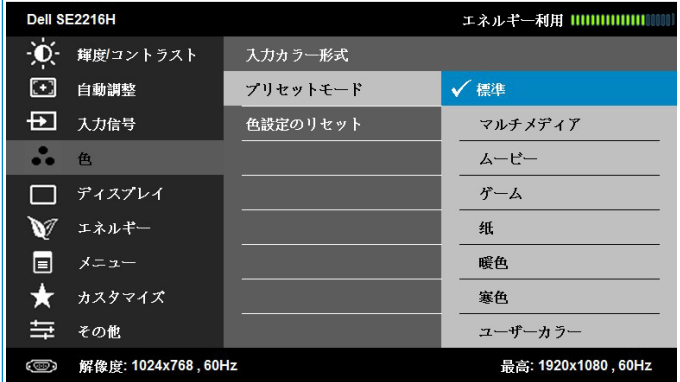 Dell SE2216H
エネルギー利用
輝度/コントラスト
入力カラー形式
自動調整
プリセットモード
標準
入力信号
色設定のリセット
マルチメディア
色
ムービー
ディスプレイ
ゲーム
エネルギー
纸
メニュー
暖色
カスタマイズ
寒色
その他
ユーザーカラー
解像度: 1024x768 , 60Hz
最高: 1920x1080 , 60Hz